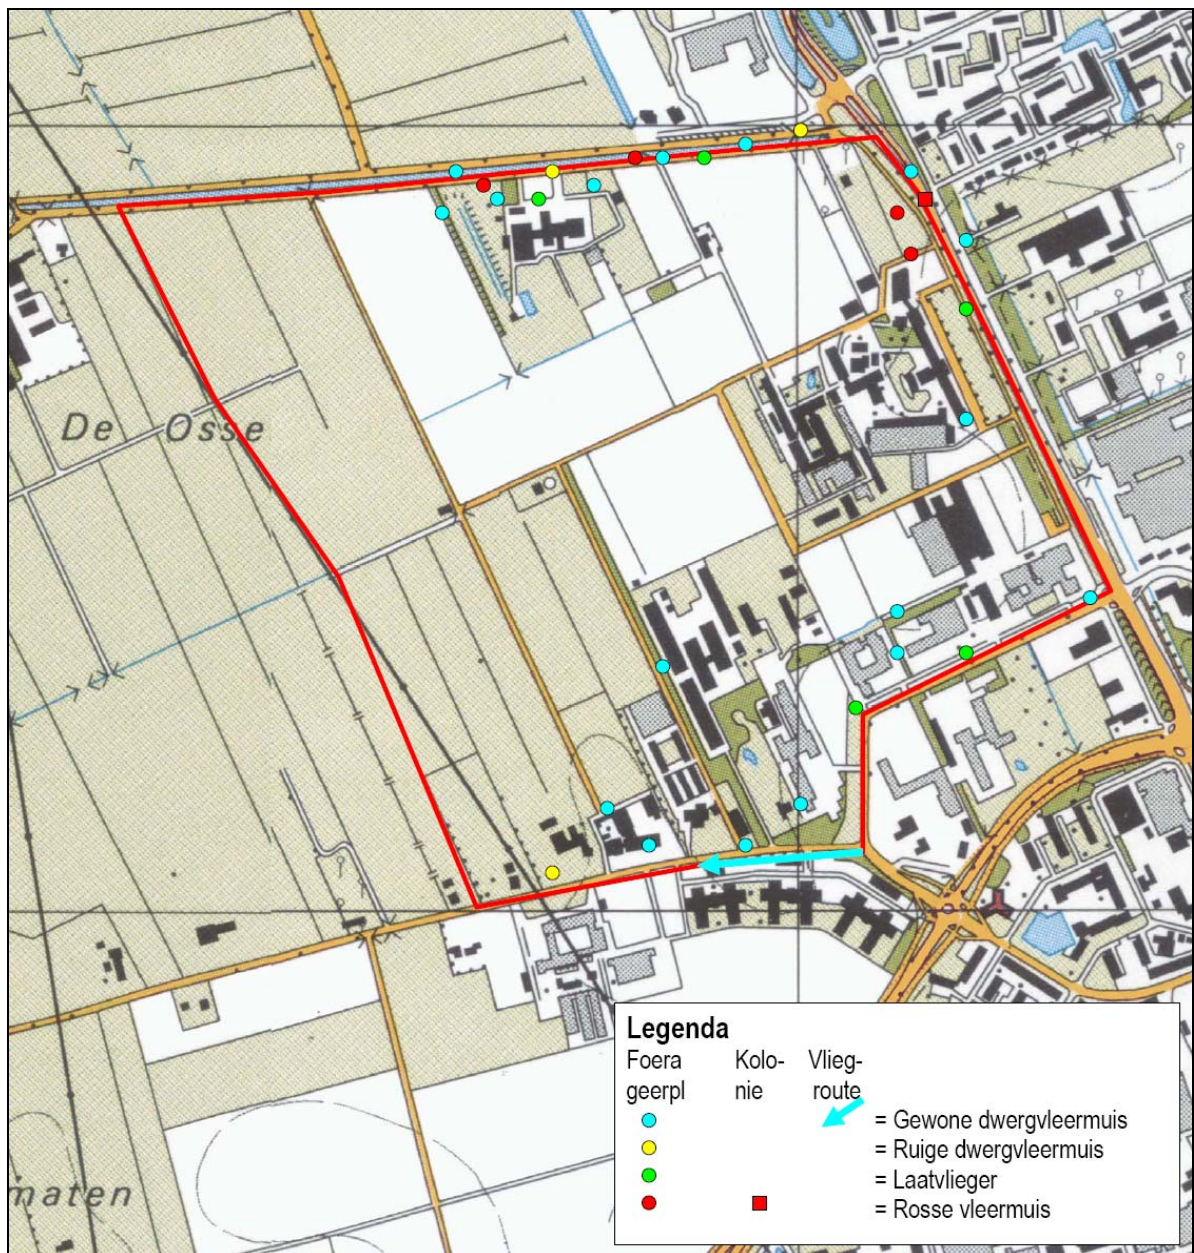 De Osse
maten
Legenda
Foera Kolo- Vlieg-
geerpl nie route
= Gewone dwergvleermuis
= Ruige dwergvleermuis
= Laatvlieger
= Rosse vleermuis